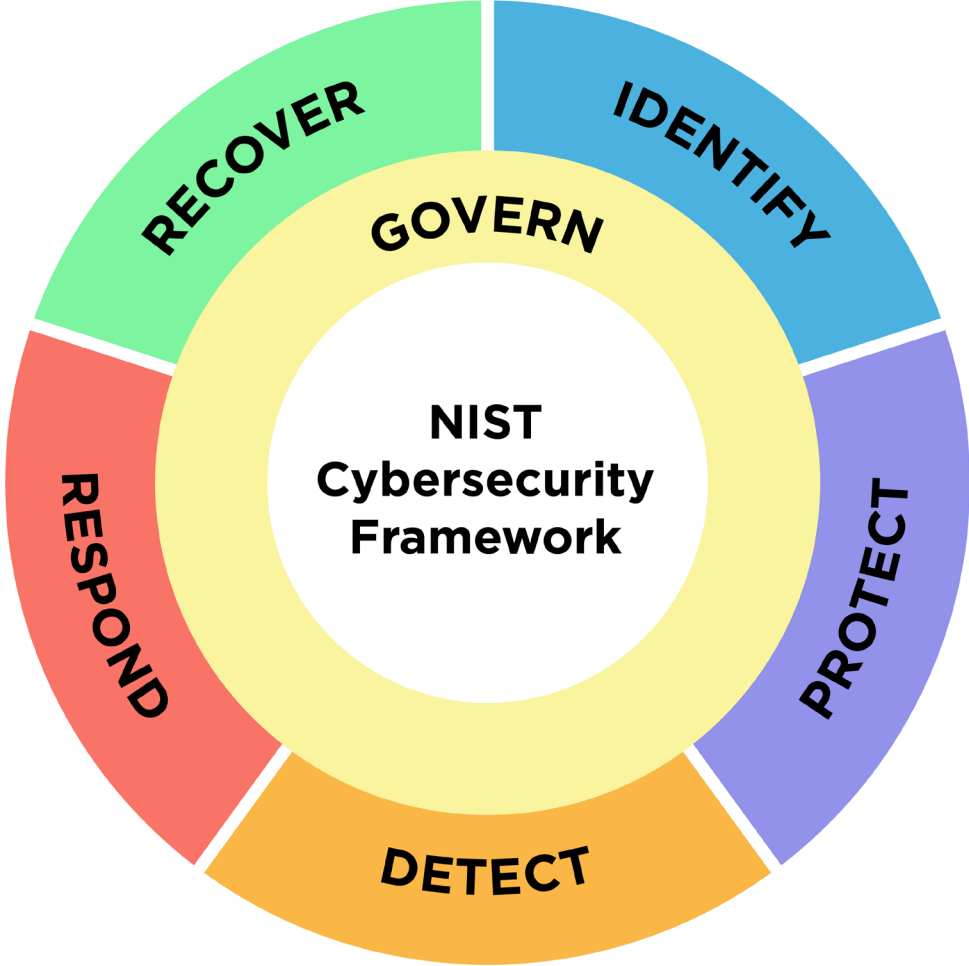 RECOVER
IDENTIFY
GOVERN
NIST
Cybersecurity
Framework
RESPOND
PROTECT
DETECT